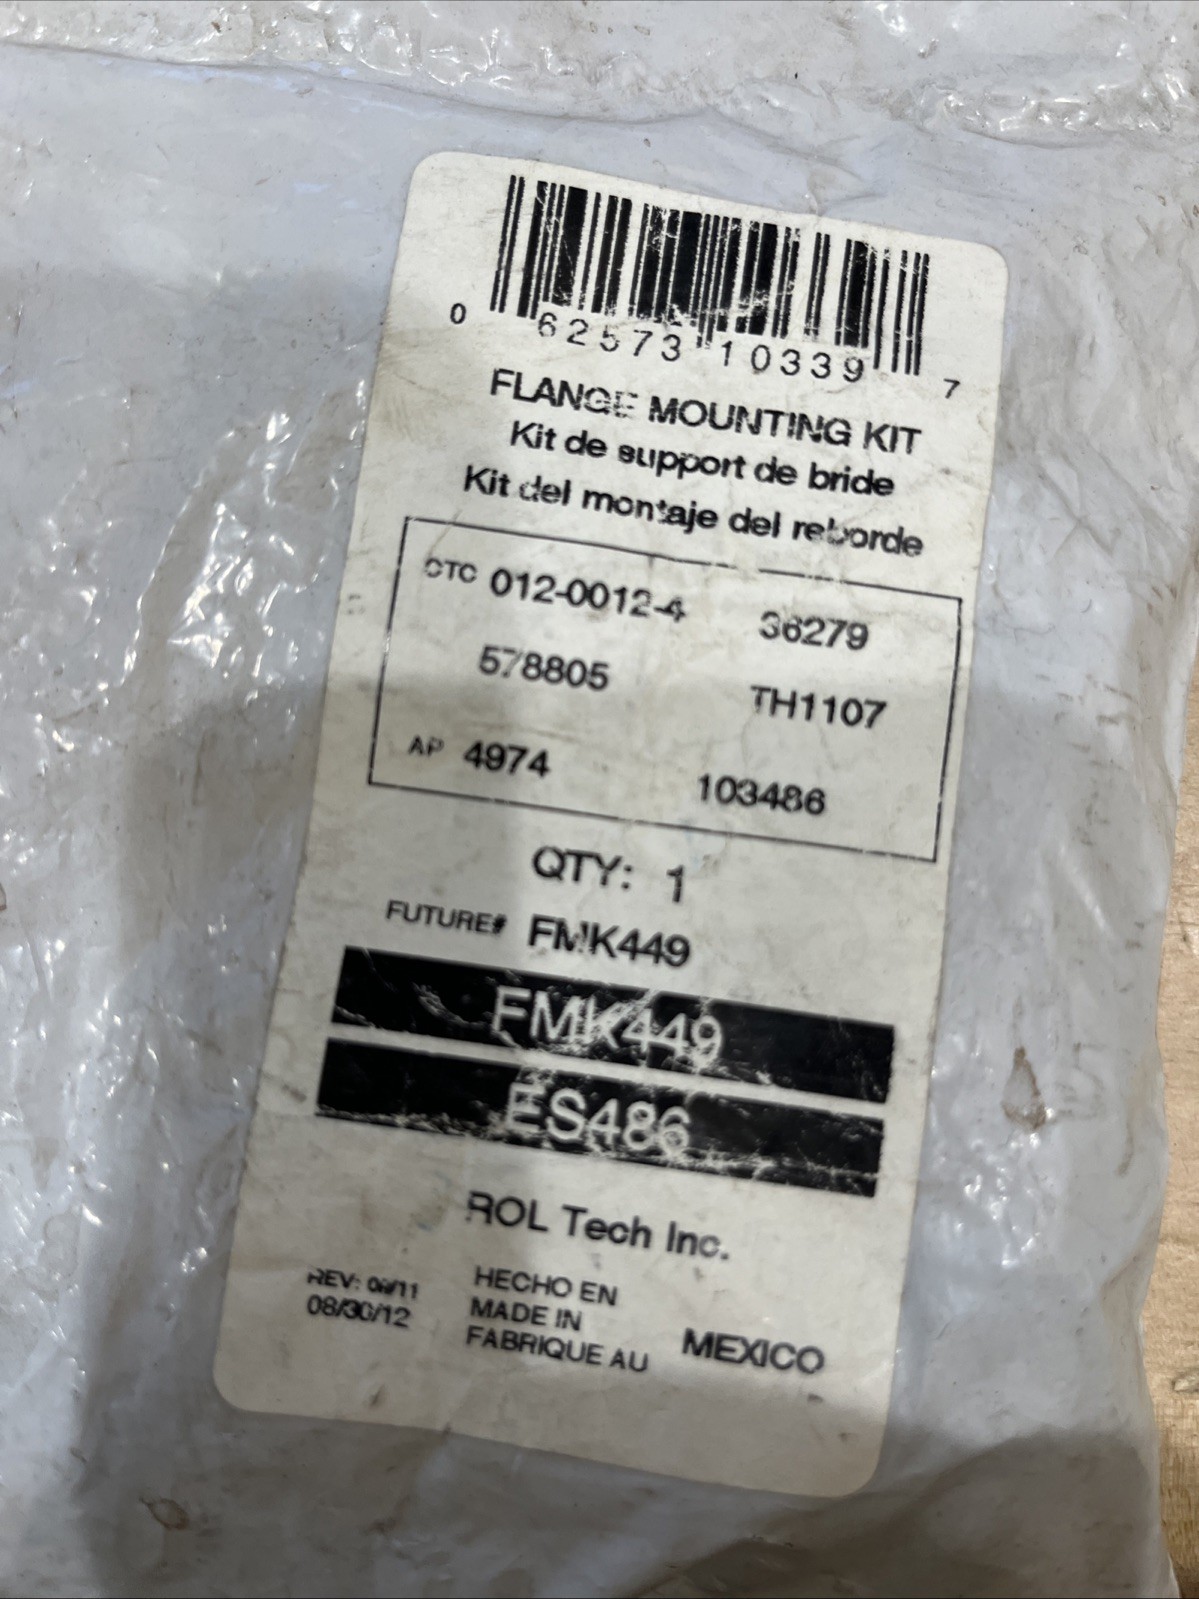 0 62573 10339 7
FLANGE MOUNTING KIT
Kit de support de bride
Kit del montaje del reborde
CTC 012-0012-4 36279
578805 TH1107
AP 4974 103486
QTY: 1
FUTURE# FMK449
FMK449
ES486
ROL Tech Inc.
REV:
08/30/12
HECHO EN
MADE IN
FABRIQUE AU
MEXICO